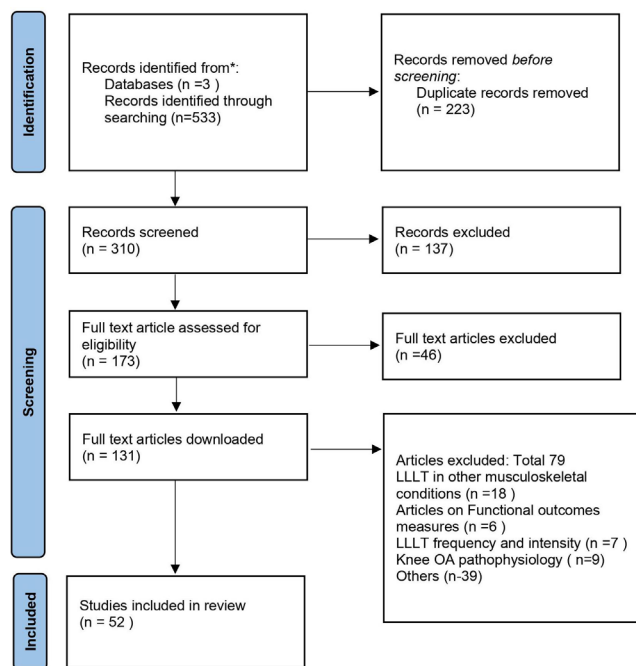 Identification
Records identified from*:
Databases (n =3 )
Records identified through
searching (n=533)
Records removed before
screening:
Duplicate records removed
(n = 223)
Screening
Records screened
(n = 310)
Records excluded
(n = 137)
Full text article assessed for
eligibility
(n = 173)
Full text articles excluded
(n =46)
Full text articles downloaded
(n = 131)
Articles excluded: Total 79
LLLT in other musculoskeletal
conditions (n =18 )
Articles on Functional outcomes
measures (n =6 )
LLLT frequency and intensity (n =7 )
Knee OA pathophysiology ( n=9)
Others (n-39)
Included
Studies included in review
(n = 52 )